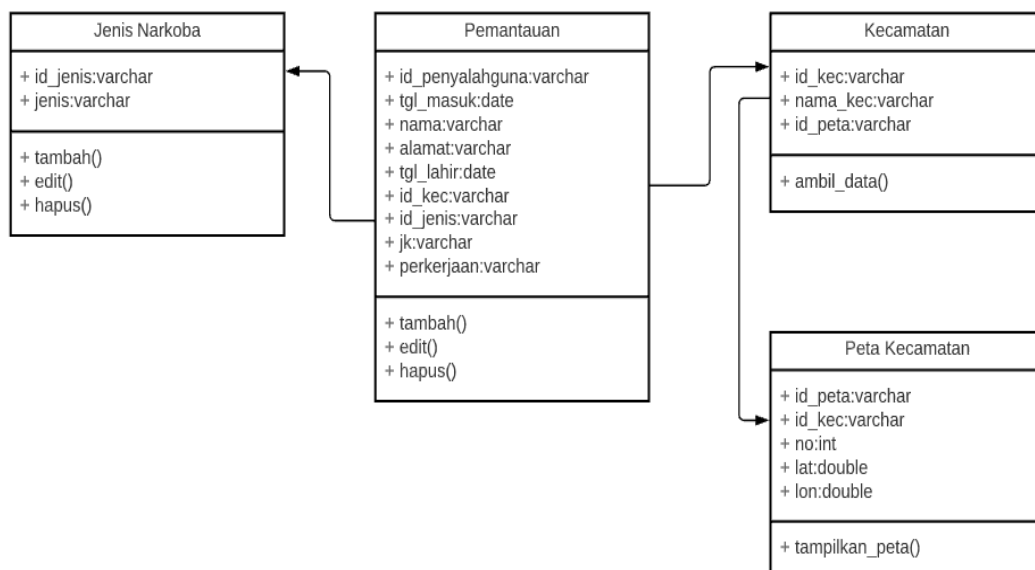 Jenis Narkoba
+ id_jenis:varchar
+ jenis:varchar
+ tambah()
+ edit()
+ hapus()
Pemantauan
+ id_penyalahguna:varchar
+ tgl_masuk:date
+ nama:varchar
+ alamat:varchar
+ tgl_lahir:date
+ id_kec:varchar
+ id_jenis:varchar
+ jk:varchar
+ perkerjaan:varchar
+ tambah()
+ edit()
+ hapus()
Kecamatan
+ id_kec:varchar
+ nama_kec:varchar
+ id_peta:varchar
+ ambil_data()
Peta Kecamatan
+ id_peta:varchar
+ id_kec:varchar
+ no:int
+ lat:double
+ lon:double
+ tampilkan_peta()